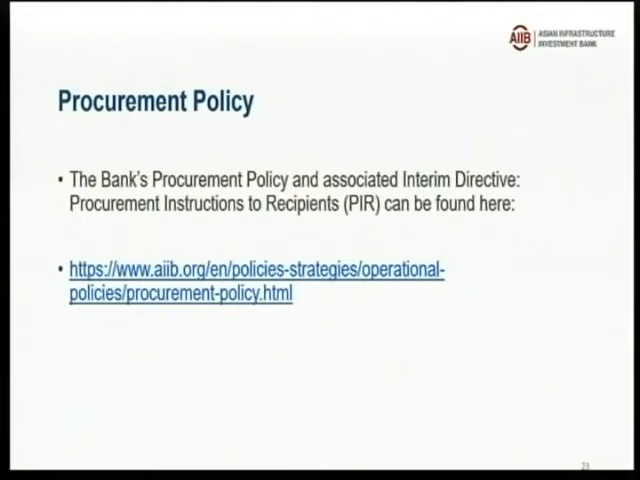 AIIB
ASIAN INFRASTRUCTURE
INVESTMENT BANK
Procurement Policy
• The Bank's Procurement Policy and associated Interim Directive:
Procurement Instructions to Recipients (PIR) can be found here:
• https://www.aiib.org/en/policies-strategies/operational-
policies/procurement-policy.html